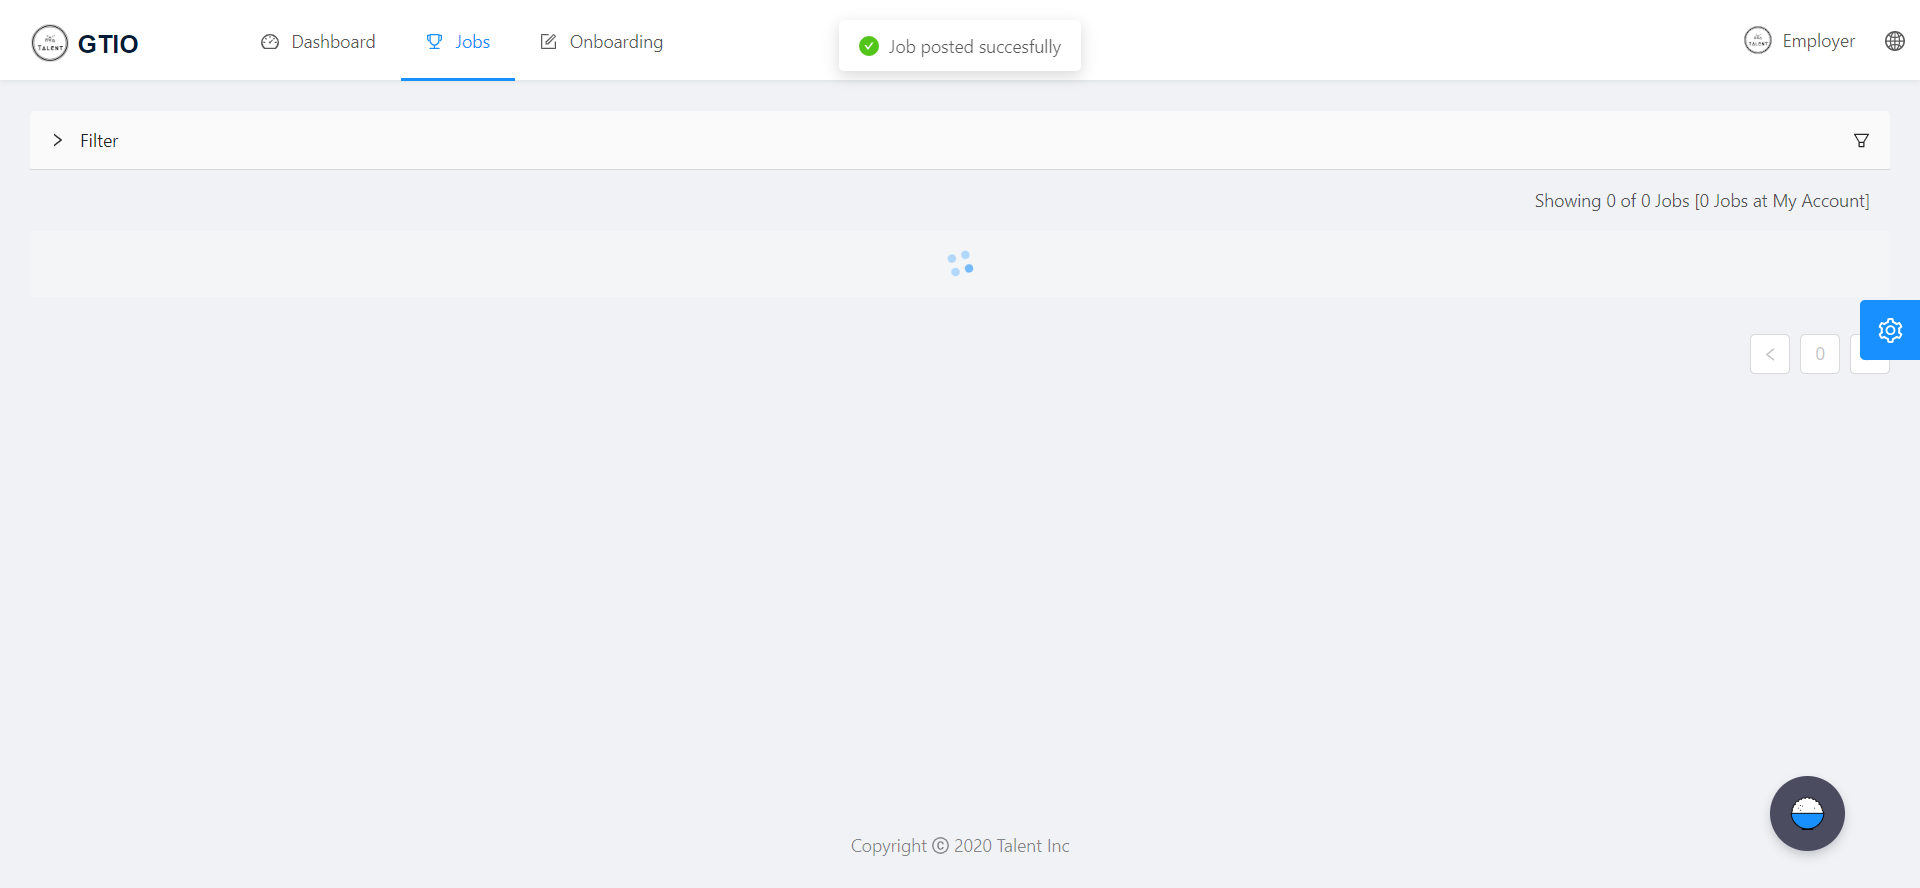 TALENT
GTIO
Dashboard
Jobs
Onboarding
Job posted succesfully
TALENT
Employer
Filter
Showing 0 of 0 Jobs [0 Jobs at My Account]
0
Copyright © 2020 Talent Inc